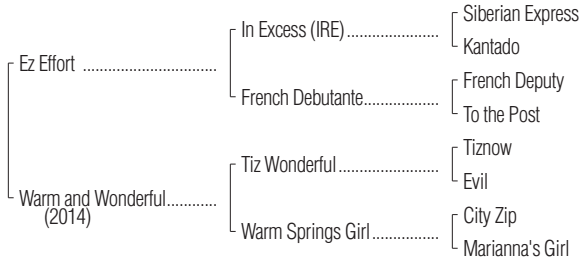 Siberian Express
In Excess (IRE)
Kantado
Ez Effort
French Deputy
French Debutante
To the Post
Tiznow
Tiz Wonderful
Evil
Warm and Wonderful
(2014)
City Zip
Warm Springs Girl
Marianna's Girl